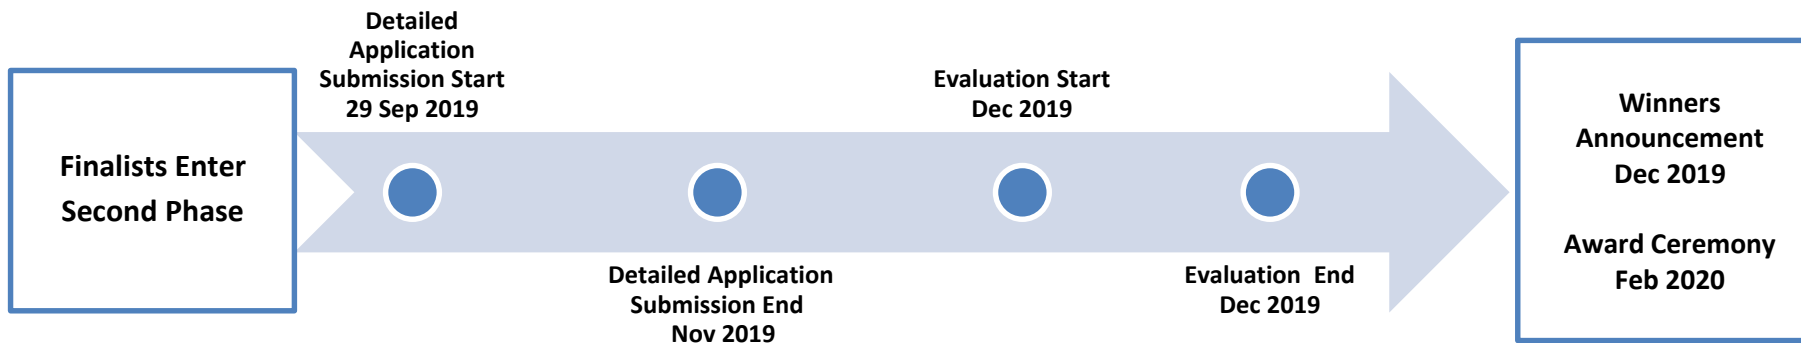 Finalists Enter
Second Phase
Detailed
Application
Submission Start
29 Sep 2019
Detailed Application
Submission End
Nov 2019
Evaluation Start
Dec 2019
Evaluation  End
Dec 2019
Winners
Announcement
Dec 2019
Award Ceremony
Feb 2020